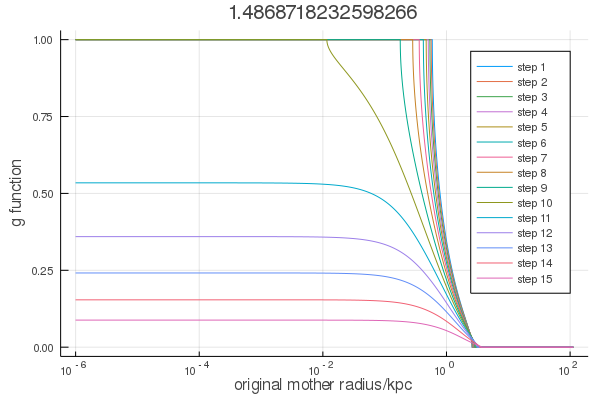 1.4868718232598266
g function
1.00
0.75
0.50
0.25
0.00
step 1
step 2
step 3
step 4
step 5
step 6
step 7
step 8
step 9
step 10
step 11
step 12
step 13
step 14
step 15
10^-6 10^-4 10^-2 10^0 10^2
original mother radius/kpc